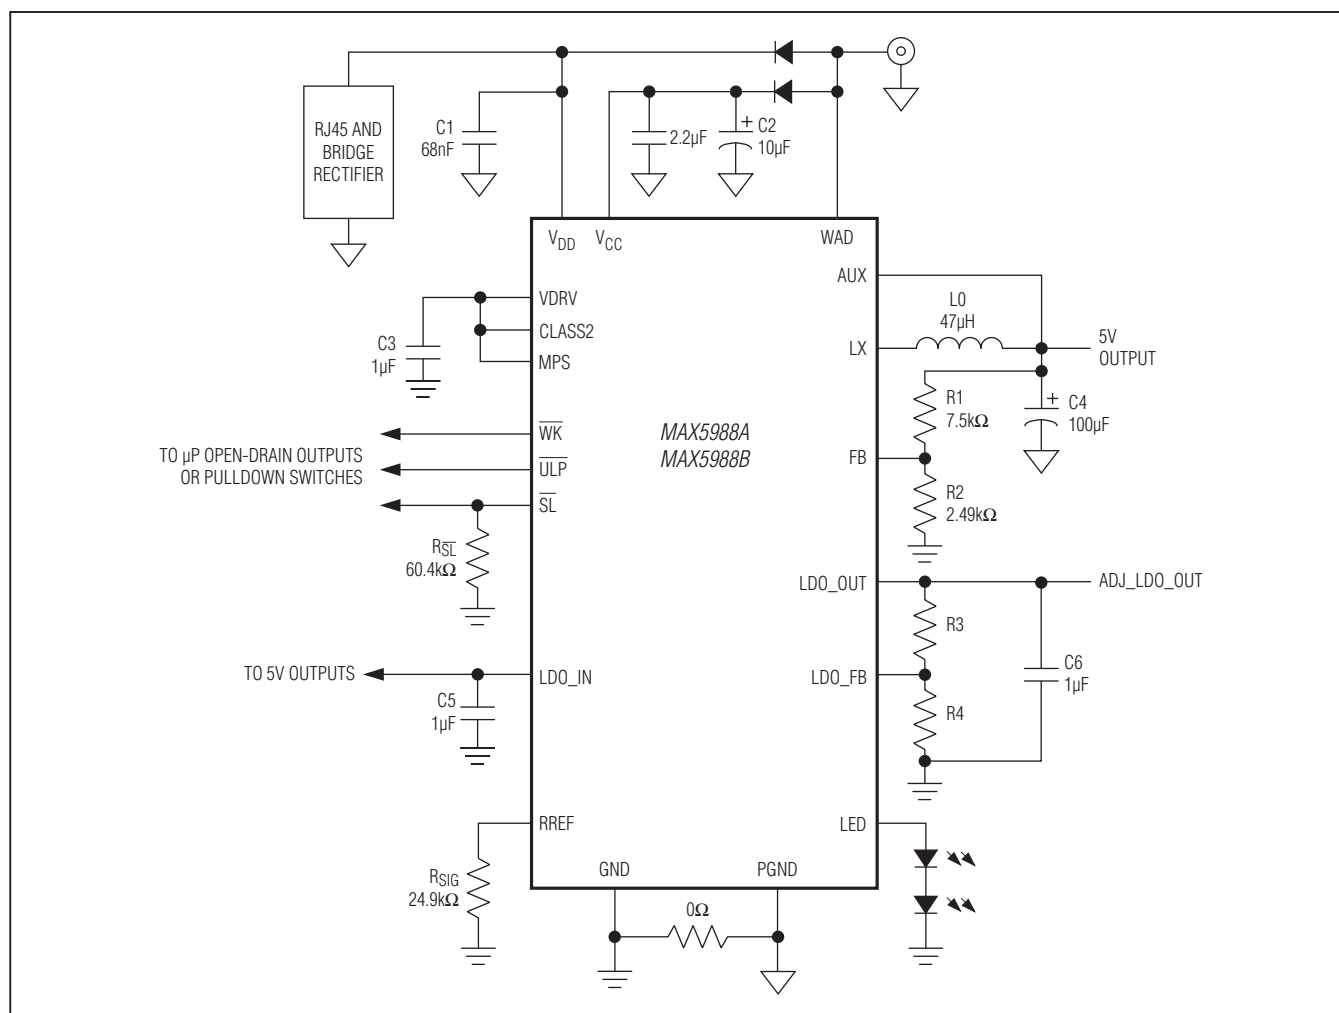 RJ45 AND
BRIDGE
RECTIFIER
C1
68nF
2.2µF
+
C2
10µF
VDD
VCC
WAD
AUX
VDRV
CLASS2
MPS
C3
1µF
L0
47µH
LX
5V
OUTPUT
R1
7.5kΩ
+
C4
100µF
MAX5988A
MAX5988B
WK
ULP
SL
TO µP OPEN-DRAIN OUTPUTS
OR PULLDOWN SWITCHES
FB
R2
2.49kΩ
RSL
60.4kΩ
LDO_OUT
ADJ_LDO_OUT
R3
TO 5V OUTPUTS
LDO_IN
C5
1µF
LDO_FB
C6
1µF
R4
RREF
RSIG
24.9kΩ
LED
GND
PGND
0Ω